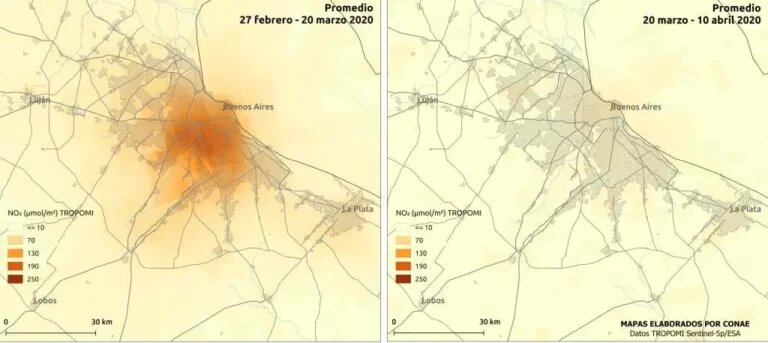 Promedio
27 febrero - 20 marzo 2020
Luján
Buenos Aires
La Plata
NO₂ (µmol/m²) TROPOMI
<= 10
70
130
190
250
Lobos
0 30 km
Promedio
20 marzo - 10 abril 2020
Luján
Buenos Aires
La Plata
NO₂ (µmol/m²) TROPOMI
<= 10
70
130
190
250
Lobos
0 30 km
MAPAS ELABORADOS POR CONAE
Datos TROPOMI Sentinel-5p/ESA